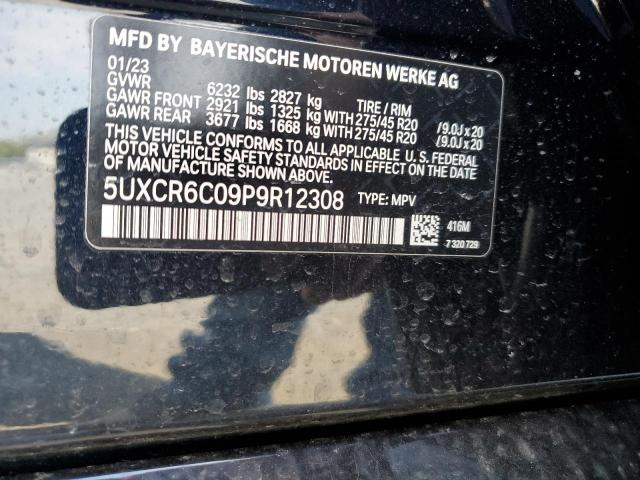 MFD BY BAYERISCHE MOTOREN WERKE AG
01/23
GVWR 6232 lbs 2827 kg TIRE / RIM
GAWR FRONT 2921 lbs 1325 kg WITH 275/45 R20 /9.0J x 20
GAWR REAR 3677 lbs 1668 kg WITH 275/45 R20 /9.0J x 20
THIS VEHICLE CONFORMS TO ALL APPLICABLE U. S. FEDERAL
MOTOR VEHICLE SAFETY STANDARDS IN EFFECT ON THE DATE
OF MANUFACTURE SHOWN ABOVE.
5UXCR6C09P9R12308 TYPE: MPV
416M
7 320 729